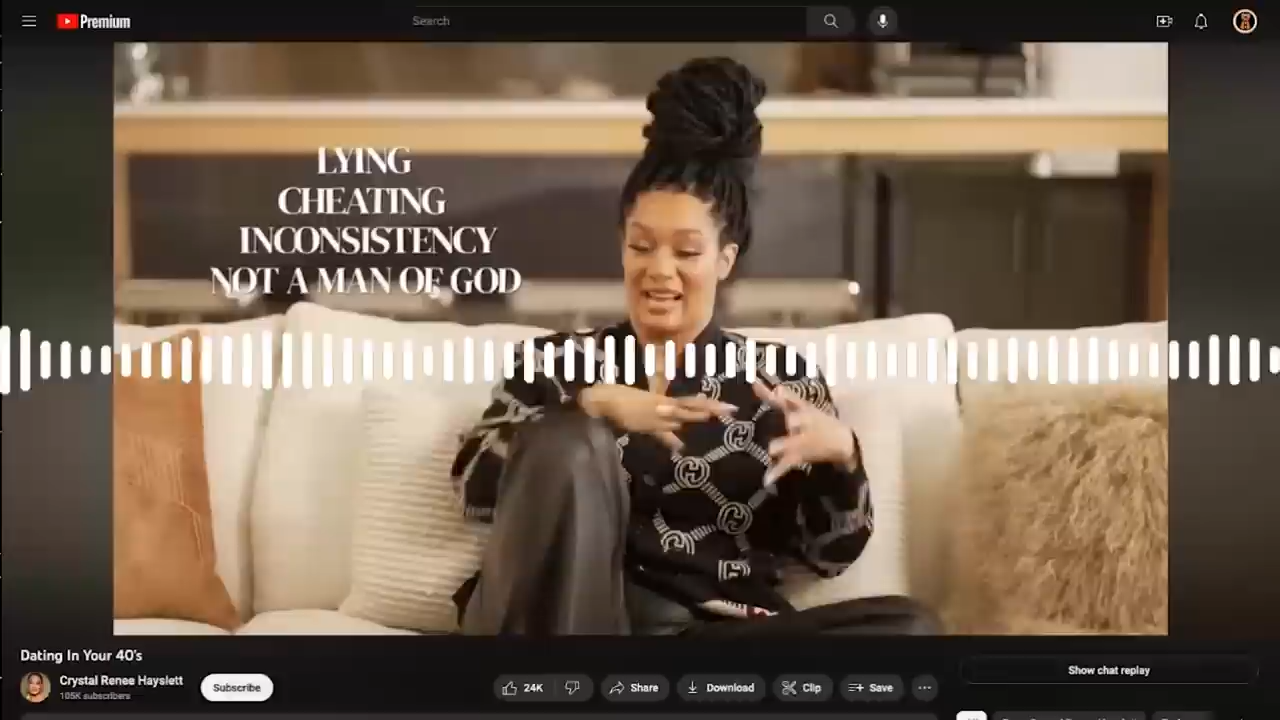 Premium
Search
LYING
CHEATING
INCONSISTENCY
NOT A MAN OF GOD
Dating In Your 40's
Crystal Renee Hayslett
105K subscribers
Subscribe
24K
Share
Download
Clip
Save
Show chat replay